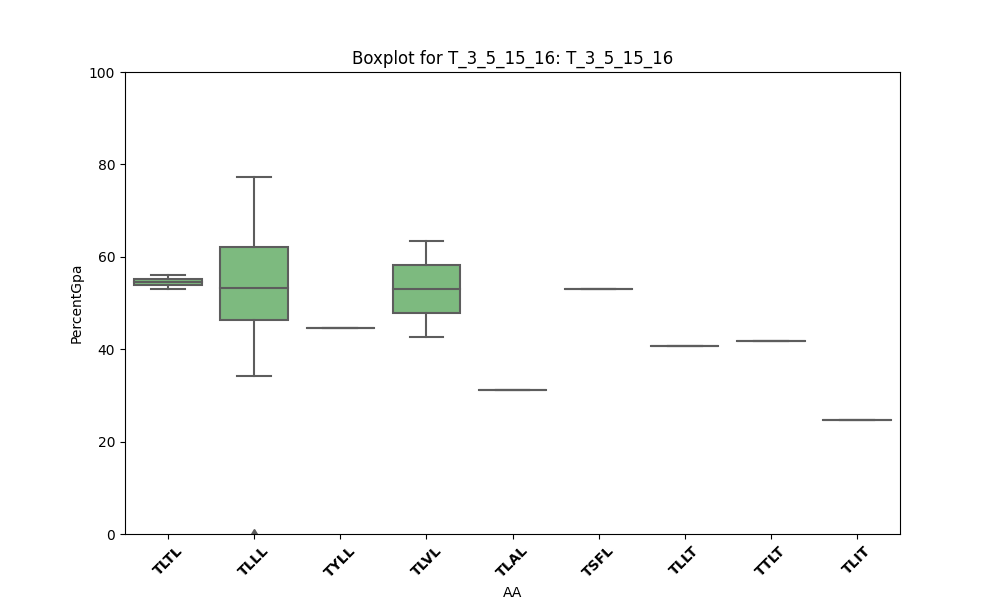 Boxplot for T_3_5_15_16: T_3_5_15_16
PercentGpa
100
80
60
40
20
0
TLTL
TLLL
TYLL
TLVL
TLAL
TSFL
TLLT
TTLT
TLIT
AA